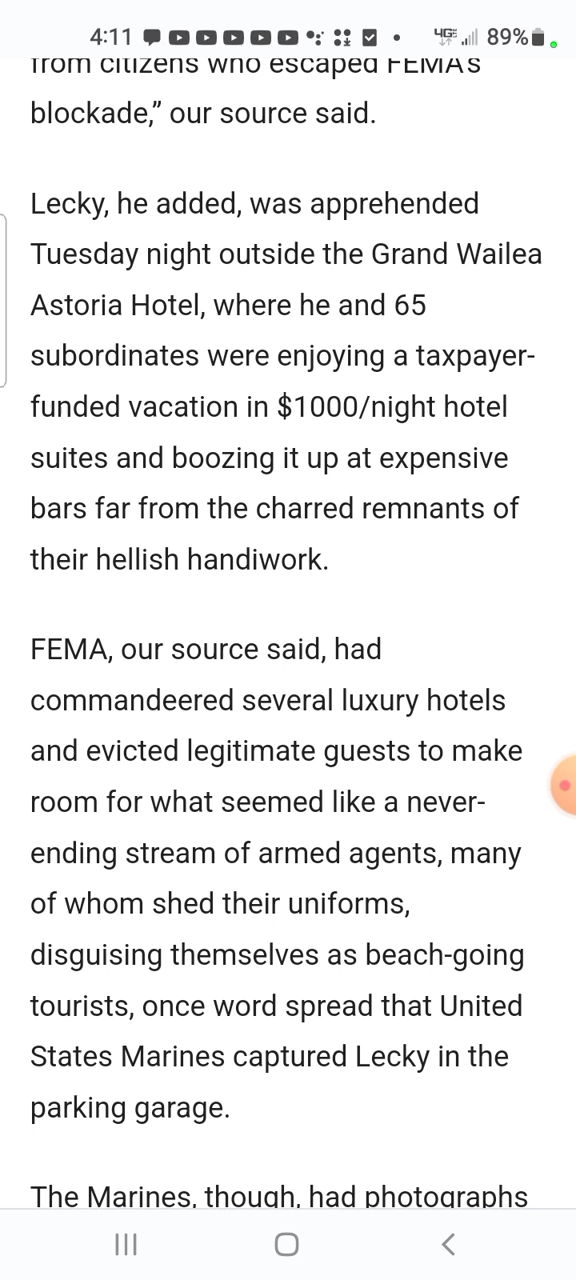 4:11 4GE 89%
from citizens who escaped FEMA's
blockade,” our source said.
Lecky, he added, was apprehended
Tuesday night outside the Grand Wailea
Astoria Hotel, where he and 65
subordinates were enjoying a taxpayer-
funded vacation in $1000/night hotel
suites and boozing it up at expensive
bars far from the charred remnants of
their hellish handiwork.
FEMA, our source said, had
commandeered several luxury hotels
and evicted legitimate guests to make
room for what seemed like a never-
ending stream of armed agents, many
of whom shed their uniforms,
disguising themselves as beach-going
tourists, once word spread that United
States Marines captured Lecky in the
parking garage.
The Marines, though, had photographs